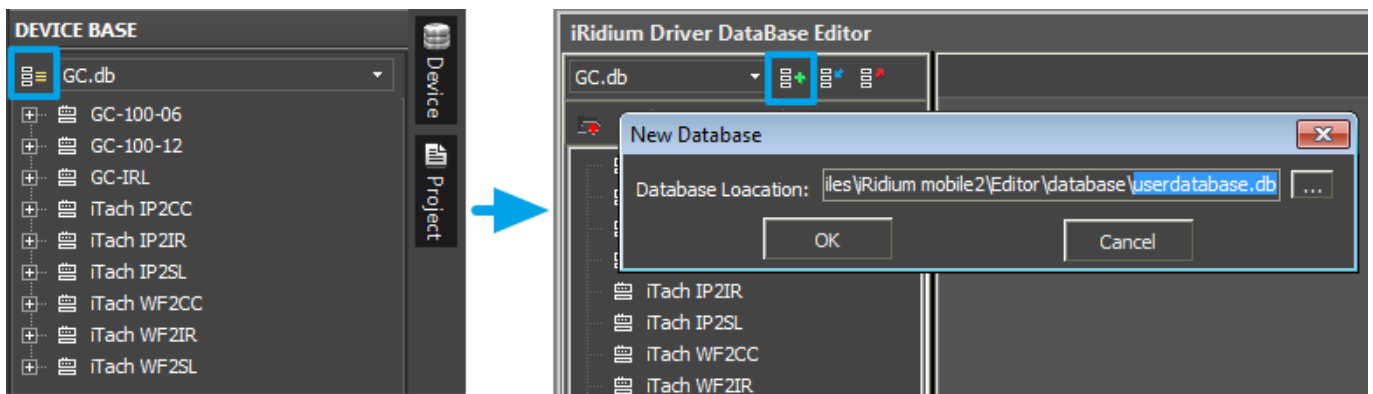 DEVICE BASE
GC.db
GC-100-06
GC-100-12
GC-IRL
iTach IP2CC
iTach IP2IR
iTach IP2SL
iTach WF2CC
iTach WF2IR
iTach WF2SL
Device
Project
iRidium Driver DataBase Editor
GC.db
New Database
Database Loacation: iles\iRidium mobile2\Editor\database\userdatabase.db ...
OK Cancel
iTach IP2IR
iTach IP2SL
iTach WF2CC
iTach WF2IR